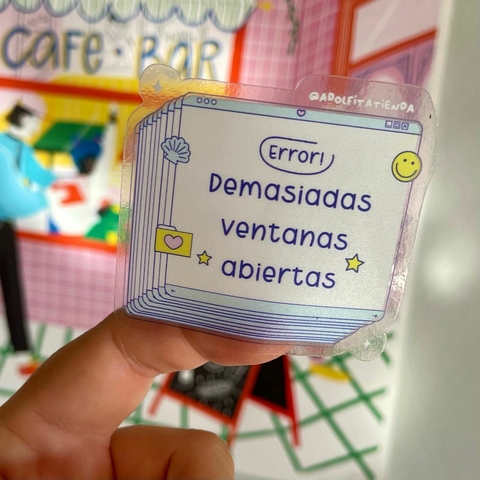 CAFE · BAR
@ADOLFITATIENDA
Error!
Demasiadas
ventanas
abiertas